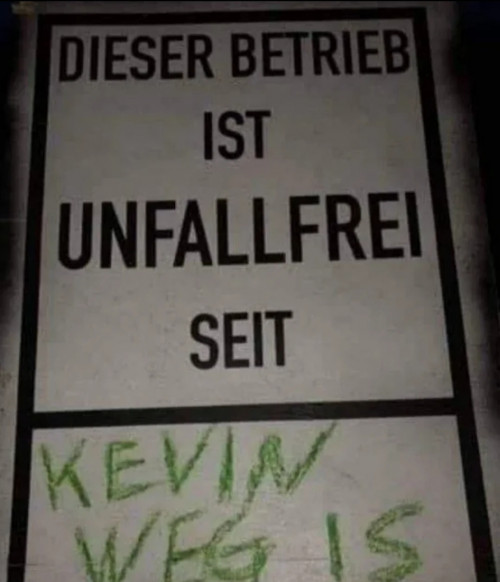 DIESER BETRIEB
IST
UNFALLFREI
SEIT
KEVIN
WEG IS